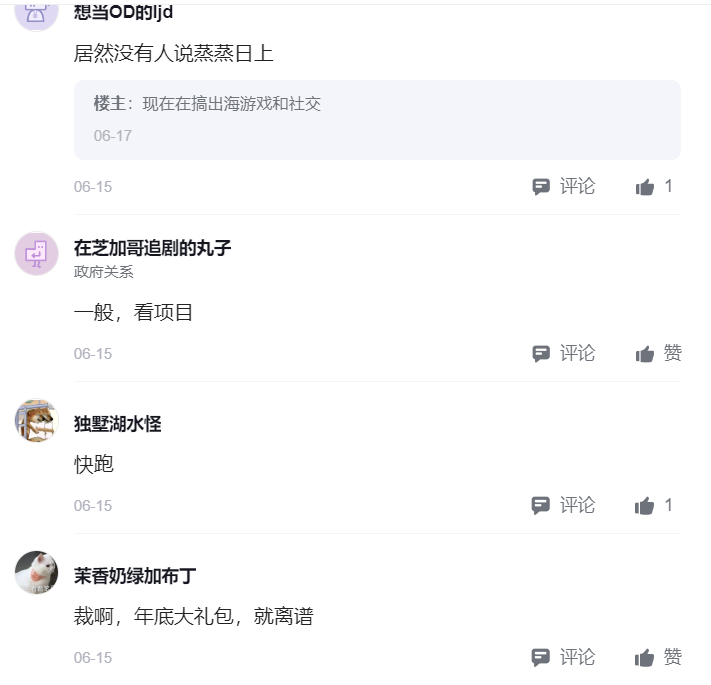 想当OD的ljd
居然没有人说蒸蒸日上
楼主：现在在搞出海游戏和社交
06-17
06-15 评论 1
在芝加哥追剧的丸子
政府关系
一般，看项目
06-15 评论 赞
独墅湖水怪
快跑
06-15 评论 1
茉香奶绿加布丁
裁啊，年底大礼包，就离谱
06-15 评论 赞